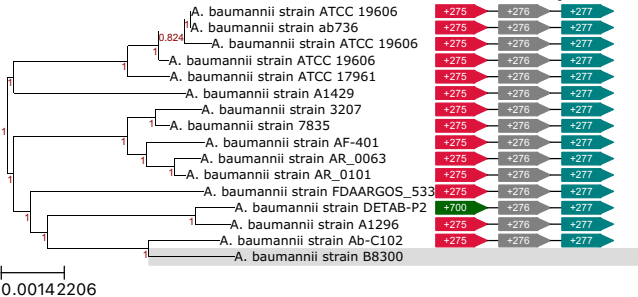 A. baumannii strain ATCC 19606 +275 +276 +277
A. baumannii strain ab736 +275 +276 +277
0.824 A. baumannii strain ATCC 19606 +275 +276 +277
1 A. baumannii strain ATCC 19606 +275 +276 +277
1 A. baumannii strain ATCC 17961 +275 +276 +277
A. baumannii strain A1429 +275 +276 +277
A. baumannii strain 3207 +275 +276 +277
1 A. baumannii strain 7835 +275 +276 +277
1 A. baumannii strain AF-401 +275 +276 +277
1 A. baumannii strain AR_0063 +275 +276 +277
1 A. baumannii strain AR_0101 +275 +276 +277
A. baumannii strain FDAARGOS_533 +275 +276 +277
A. baumannii strain DETAB-P2 +700 +276 +277
1 A. baumannii strain A1296 +275 +276 +277
A. baumannii strain Ab-C102 +275 +276 +277
1 A. baumannii strain B8300
0.00142206